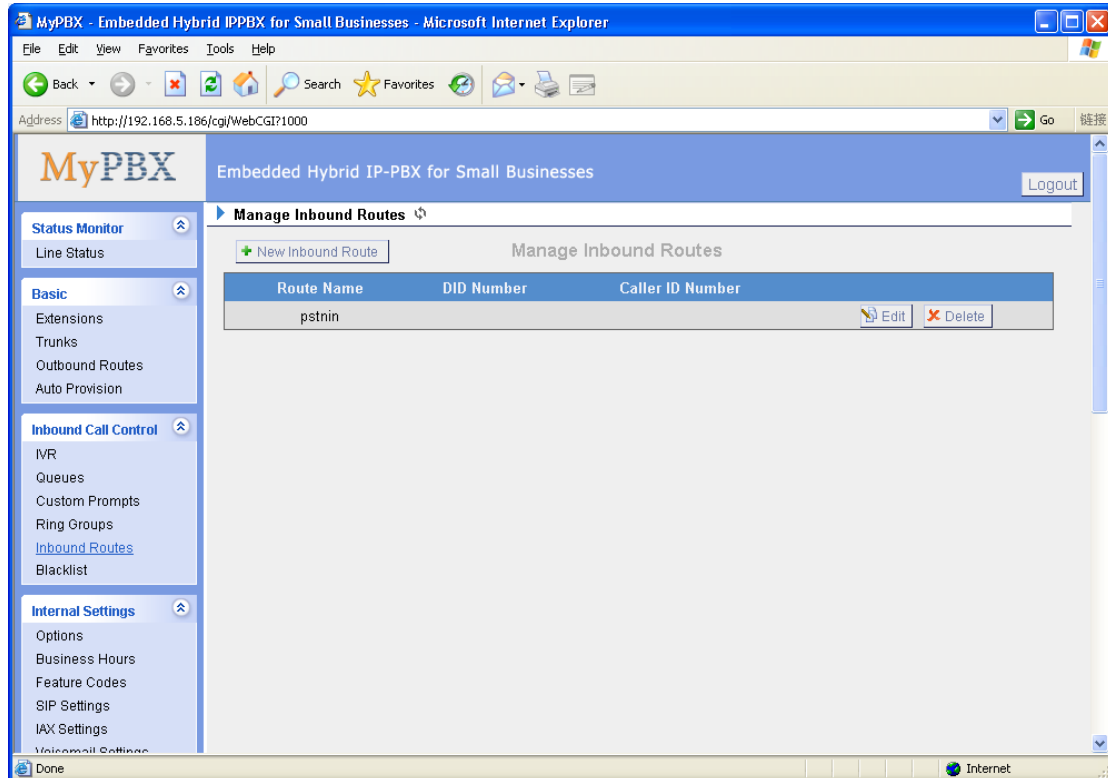 MyPBX - Embedded Hybrid IPPBX for Small Businesses - Microsoft Internet Explorer
File Edit View Favorites Tools Help
Back Search Favorites
Address http://192.168.5.186/cgi/WebCGI?1000 Go 链接
MyPBX
Embedded Hybrid IP-PBX for Small Businesses
Logout
Status Monitor
Line Status
Basic
Extensions
Trunks
Outbound Routes
Auto Provision
Inbound Call Control
IVR
Queues
Custom Prompts
Ring Groups
Inbound Routes
Blacklist
Internal Settings
Options
Business Hours
Feature Codes
SIP Settings
IAX Settings
Voicemail Settings
Manage Inbound Routes
New Inbound Route Manage Inbound Routes
Route Name DID Number Caller ID Number
pstnin Edit Delete
Done Internet